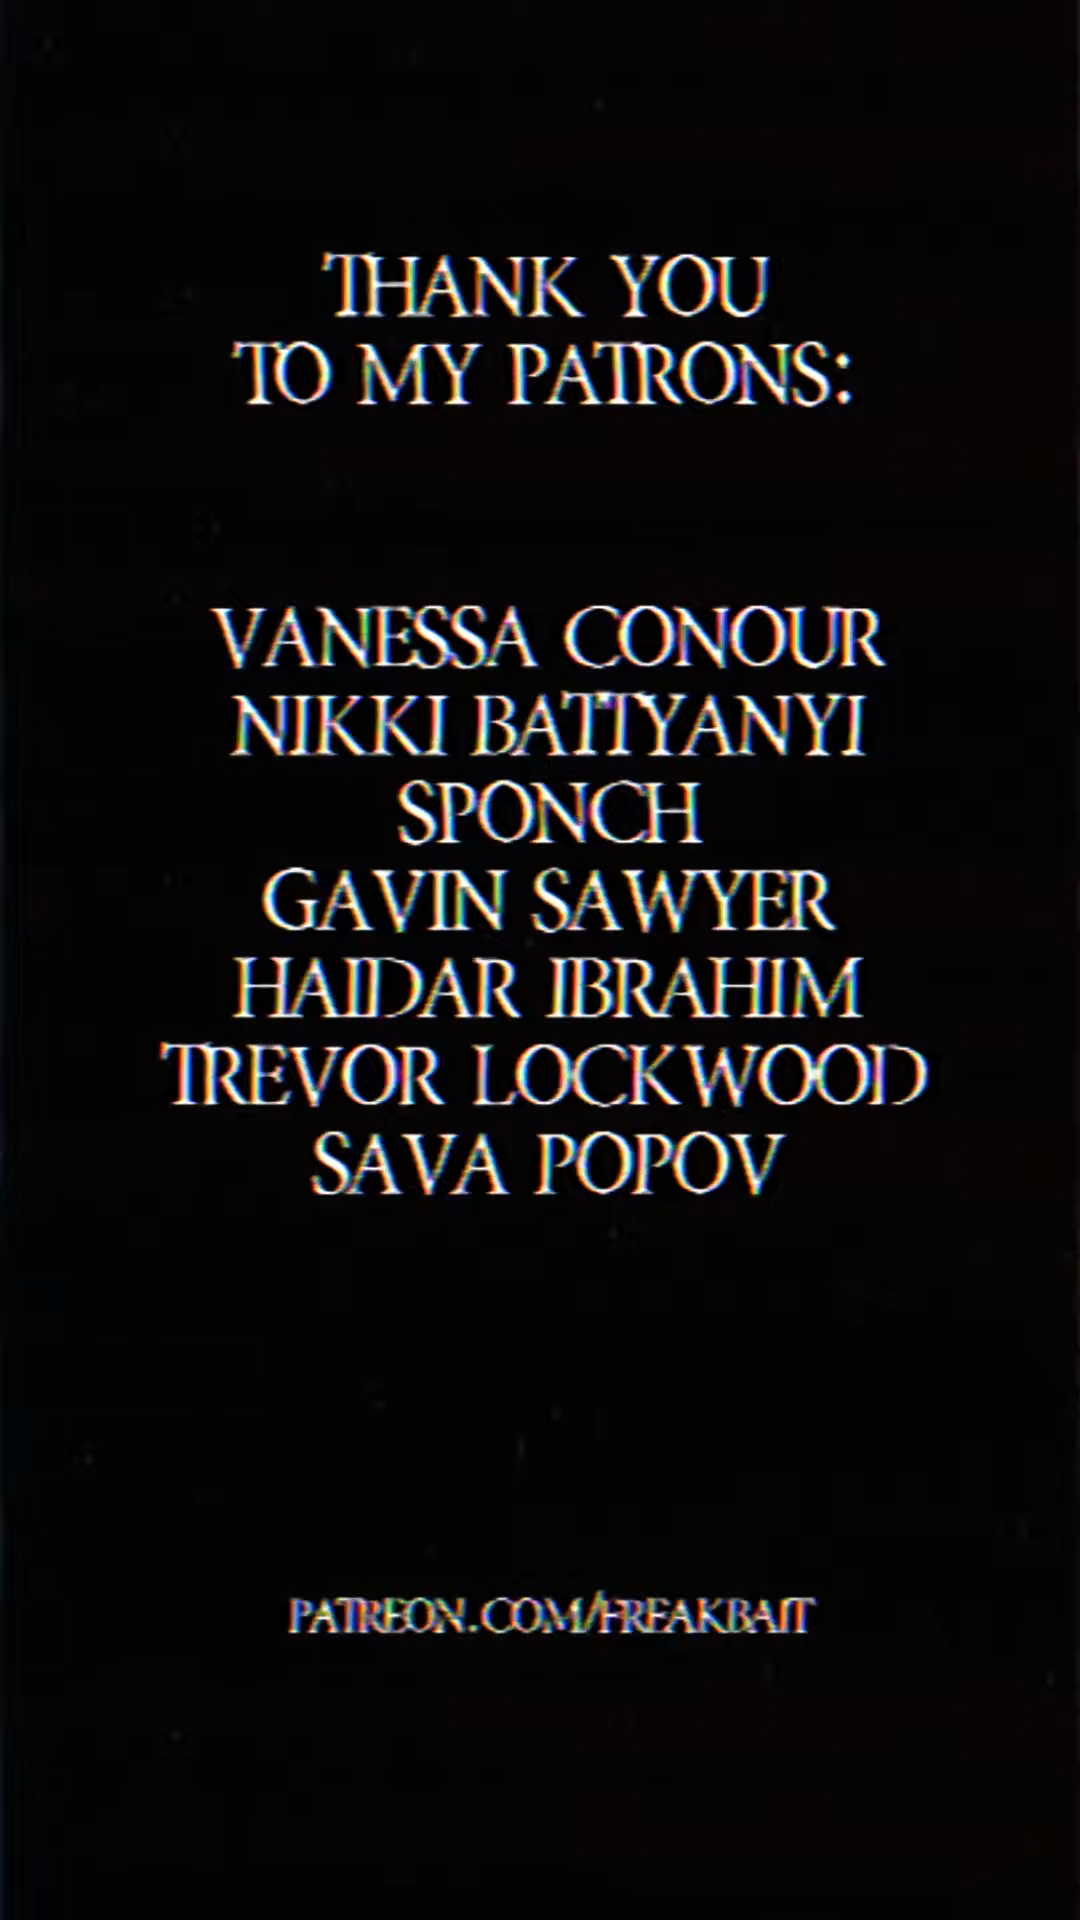 THANK YOU
TO MY PATRONS:
VANESSA CONOUR
NIKKI BATTYANYI
SPONCH
GAVIN SAWYER
HAIDAR IBRAHIM
TREVOR LOCKWOOD
SAVA POPOV
PATREON.COM/FREAKBAIT